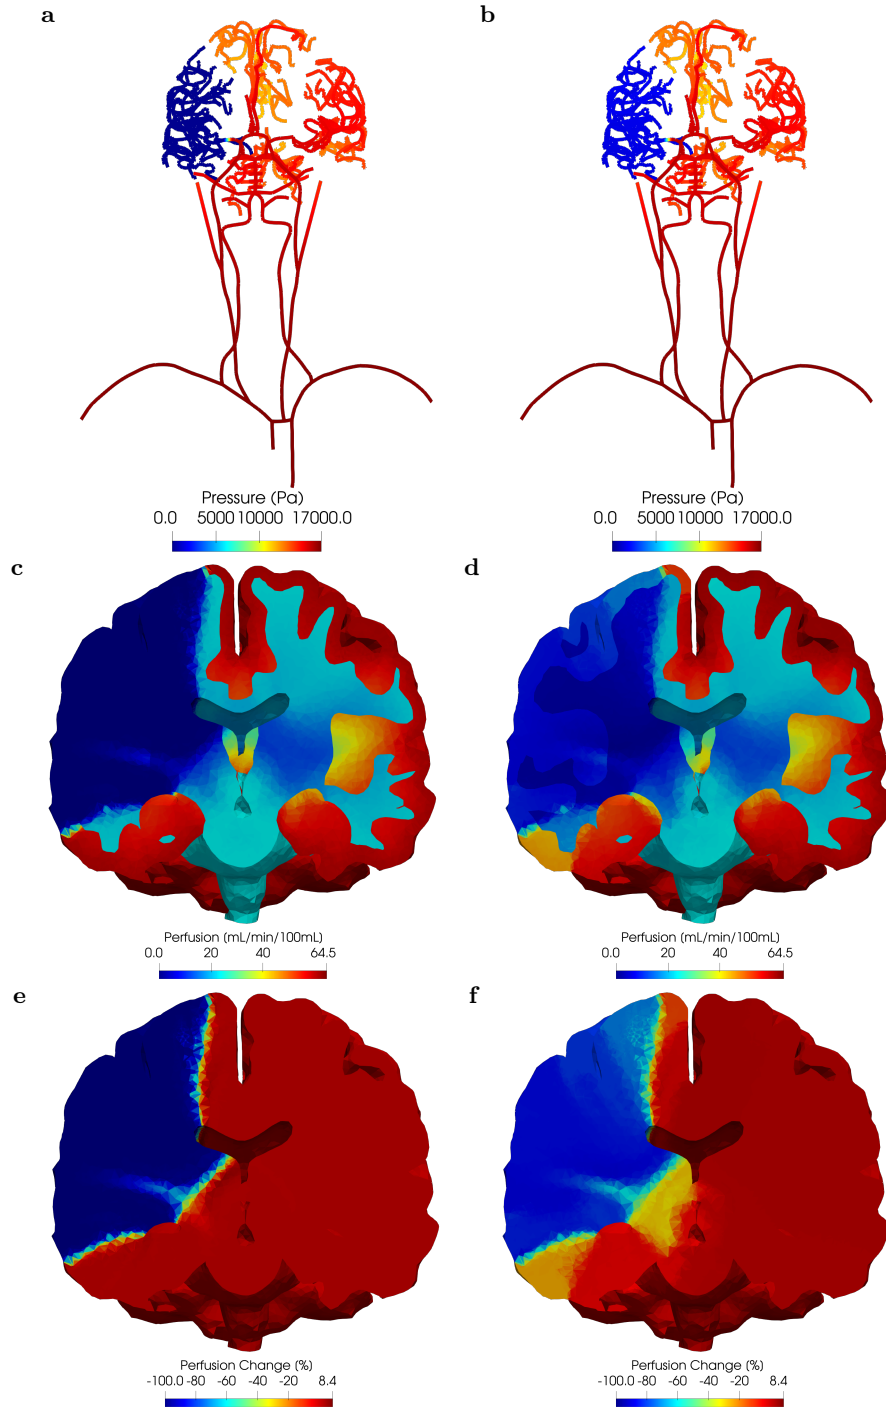 a b
Pressure (Pa) Pressure (Pa)
0.0 5000 10000 17000.0 0.0 5000 10000 17000.0
c d
Perfusion [mL/min/100mL] Perfusion [mL/min/100mL]
0.0 20 40 64.5 0.0 20 40 64.5
e f
Perfusion Change [%] Perfusion Change [%]
-100.0 -80 -60 -40 -20 8.4 -100.0 -80 -60 -40 -20 8.4